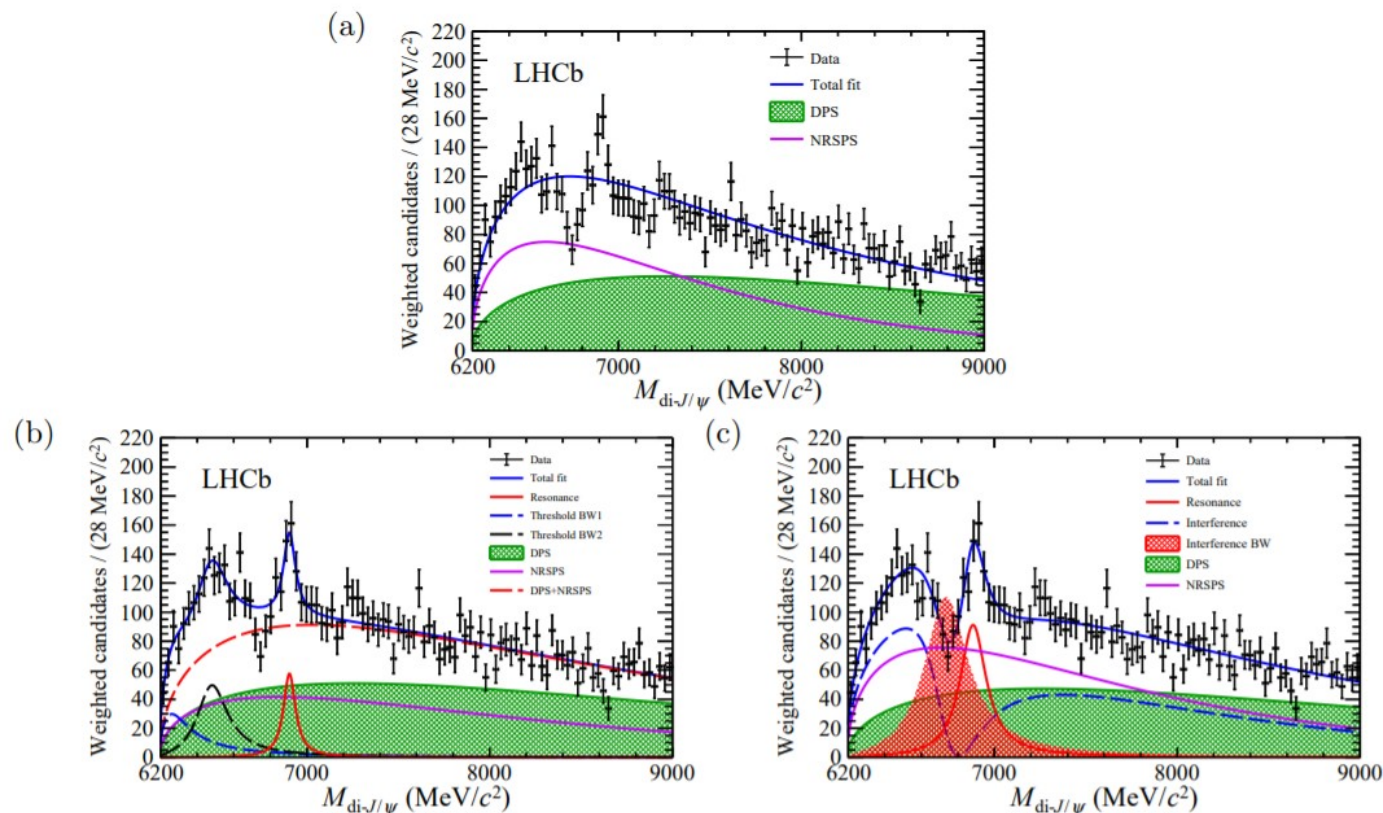 (a)
220
200
180
160
140
120
100
80
60
40
20
0
Weighted candidates / (28 MeV/c²)
LHCb
Data
Total fit
DPS
NRSPS
6200 7000 8000 9000
M di-J/ψ (MeV/c²)
(b)
220
200
180
160
140
120
100
80
60
40
20
0
Weighted candidates / (28 MeV/c²)
LHCb
Data
Total fit
Resonance
Threshold BW1
Threshold BW2
DPS
NRSPS
DPS+NRSPS
6200 7000 8000 9000
M di-J/ψ (MeV/c²)
(c)
220
200
180
160
140
120
100
80
60
40
20
0
Weighted candidates / (28 MeV/c²)
LHCb
Data
Total fit
Resonance
Interference
Interference BW
DPS
NRSPS
6200 7000 8000 9000
M di-J/ψ (MeV/c²)